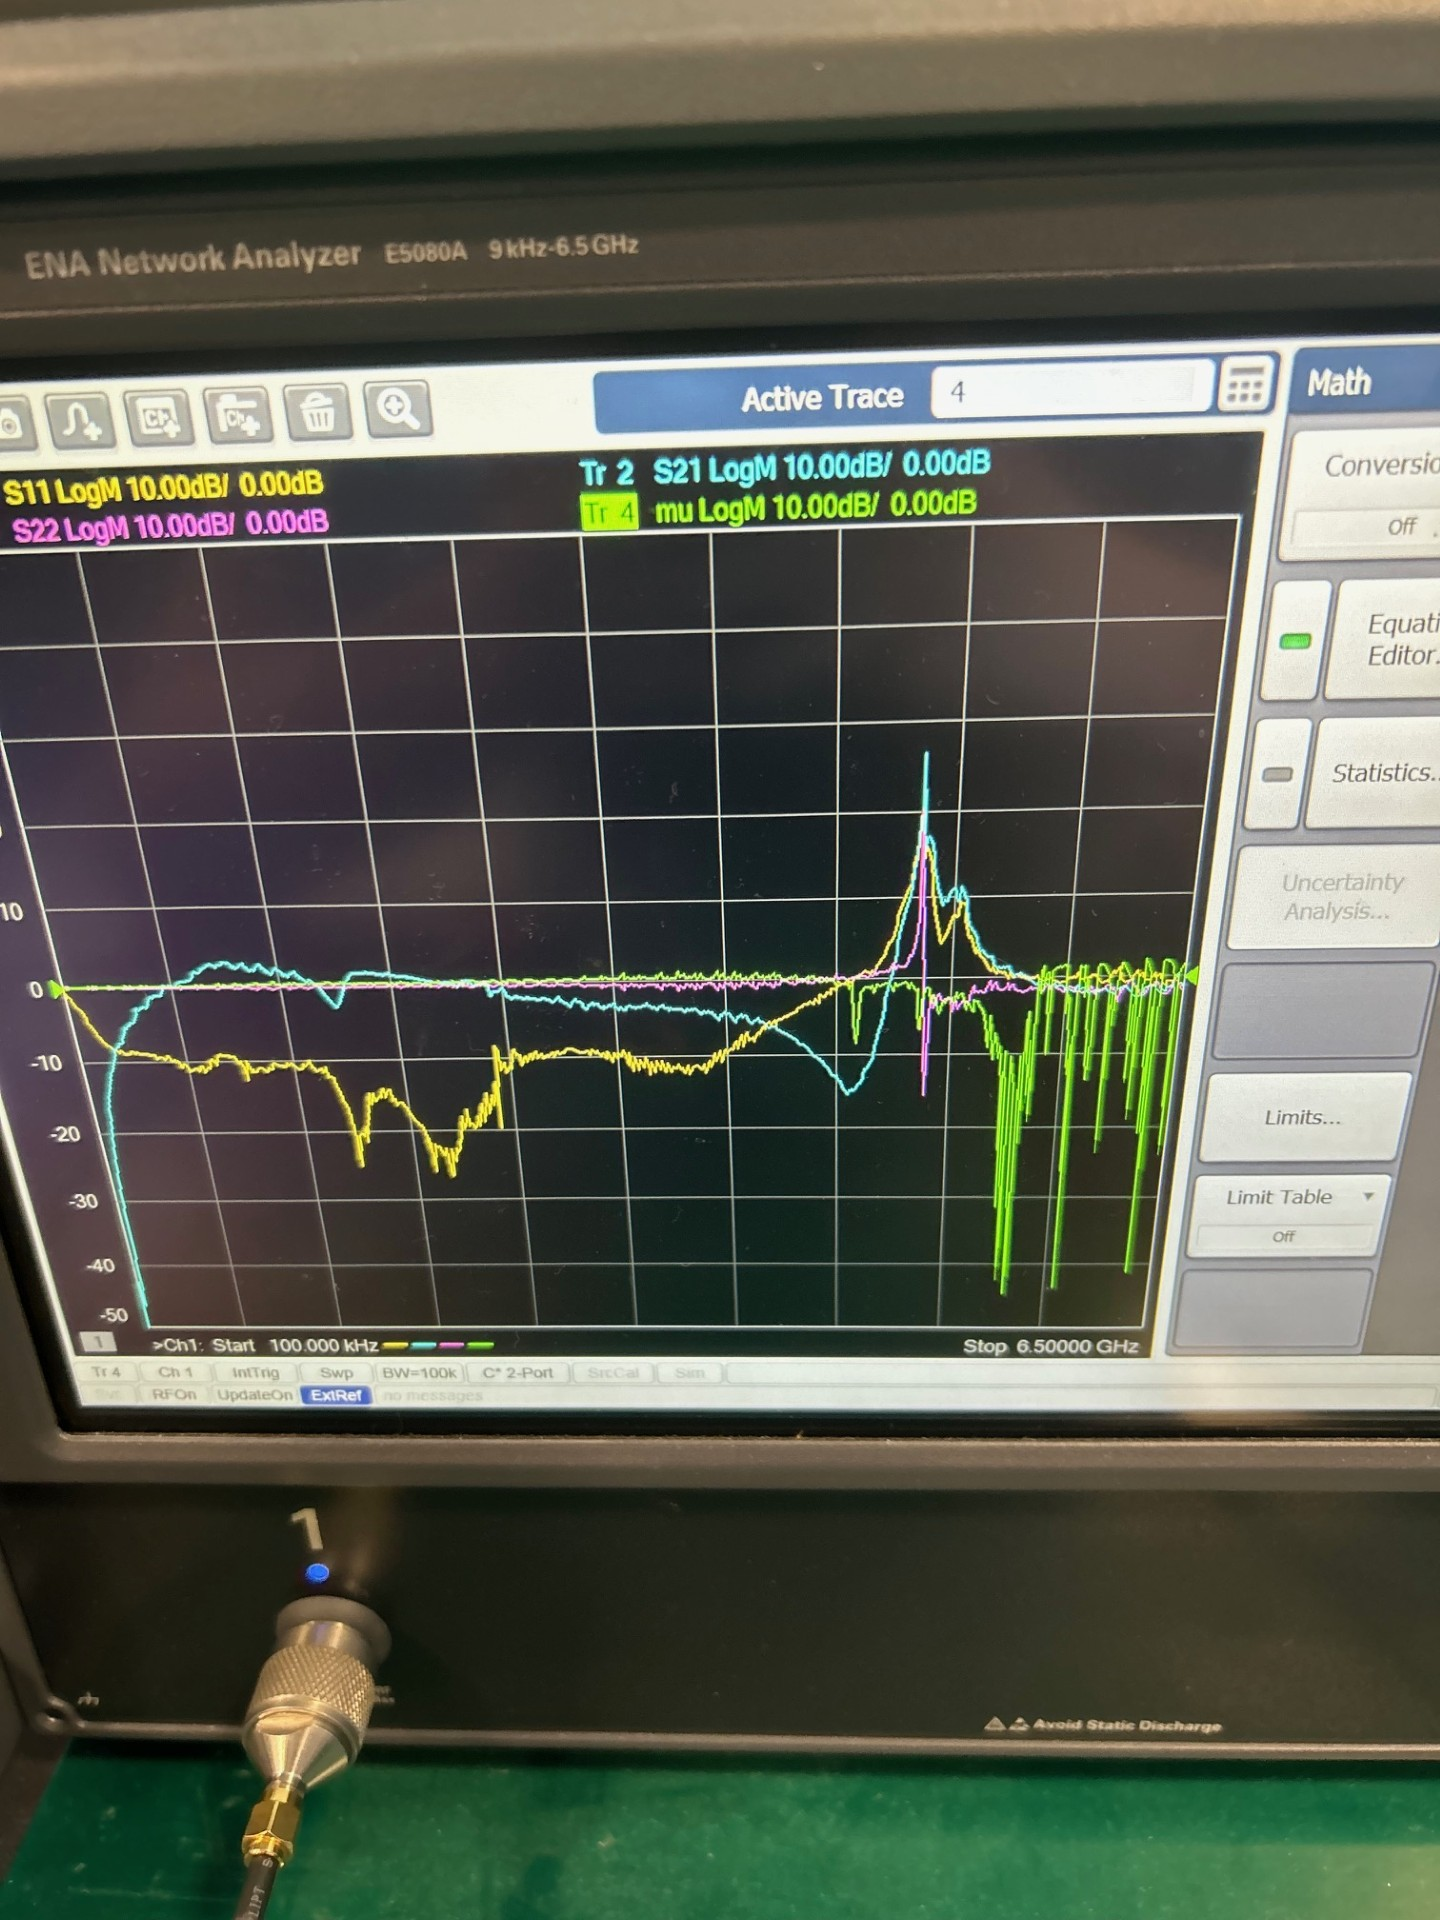 ENA Network Analyzer E5080A 9 kHz-6.5 GHz
Active Trace 4
Math
S11 LogM 10.00dB/ 0.00dB
Tr 2 S21 LogM 10.00dB/ 0.00dB
S22 LogM 10.00dB/ 0.00dB
Tr 4 mu LogM 10.00dB/ 0.00dB
Conversio
Off
Equati
Editor.
Statistics..
Uncertainty
Analysis...
Limits...
Limit Table
Off
10
0
-10
-20
-30
-40
-50
1 >Ch1: Start 100.000 kHz
Stop 6.50000 GHz
Tr 4 Ch 1 IntTrig Swp BW=100k C* 2-Port SrcCal Sim
RFOn UpdateOn ExtRef no messages
1
Avoid Static Discharge